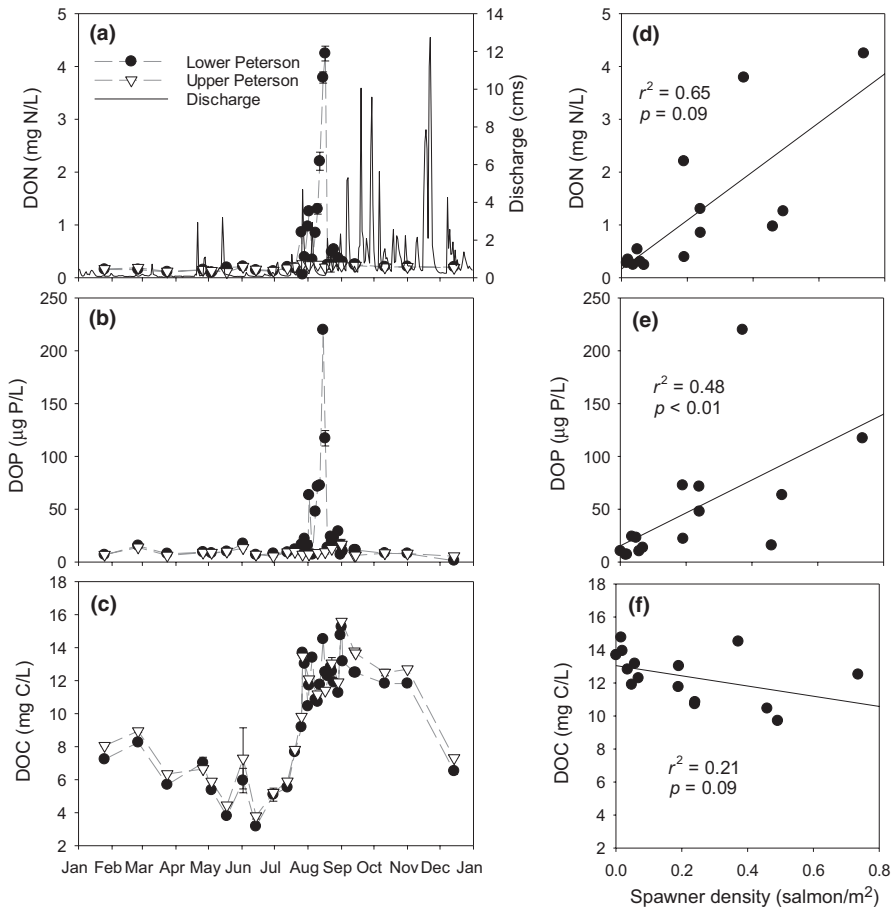 (a)
Lower Peterson
Upper Peterson
Discharge
DON (mg N/L)
5
4
3
2
1
0
14
12
10
8
6
4
2
0
Discharge (cms)
(b)
DOP (µg P/L)
250
200
150
100
50
0
(c)
DOC (mg C/L)
18
16
14
12
10
8
6
4
2
Jan Feb Mar Apr May Jun Jul Aug Sep Oct Nov Dec Jan
(d)
r² = 0.65
p = 0.09
DON (mg N/L)
5
4
3
2
1
0
(e)
r² = 0.48
p < 0.01
DOP (µg P/L)
250
200
150
100
50
0
(f)
r² = 0.21
p = 0.09
DOC (mg C/L)
18
16
14
12
10
8
6
4
2
0.0 0.2 0.4 0.6 0.8
Spawner density (salmon/m²)